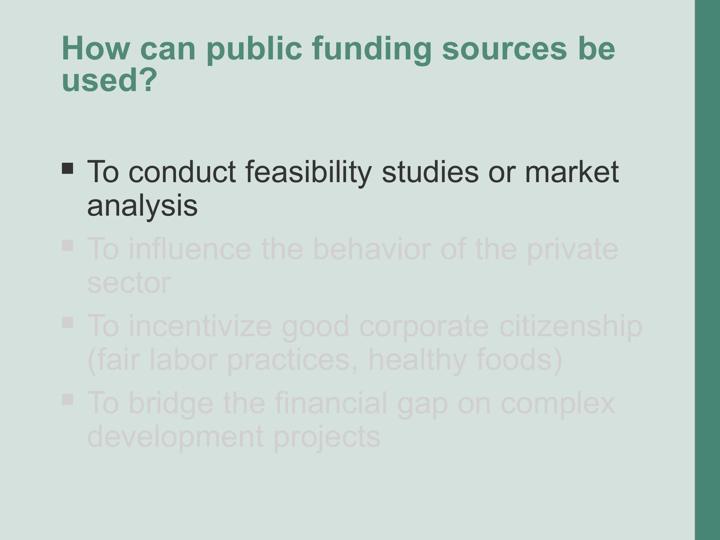 How can public funding sources be
used?
▪ To conduct feasibility studies or market
analysis
▪ To influence the behavior of the private
sector
▪ To incentivize good corporate citizenship
(fair labor practices, healthy foods)
▪ To bridge the financial gap on complex
development projects